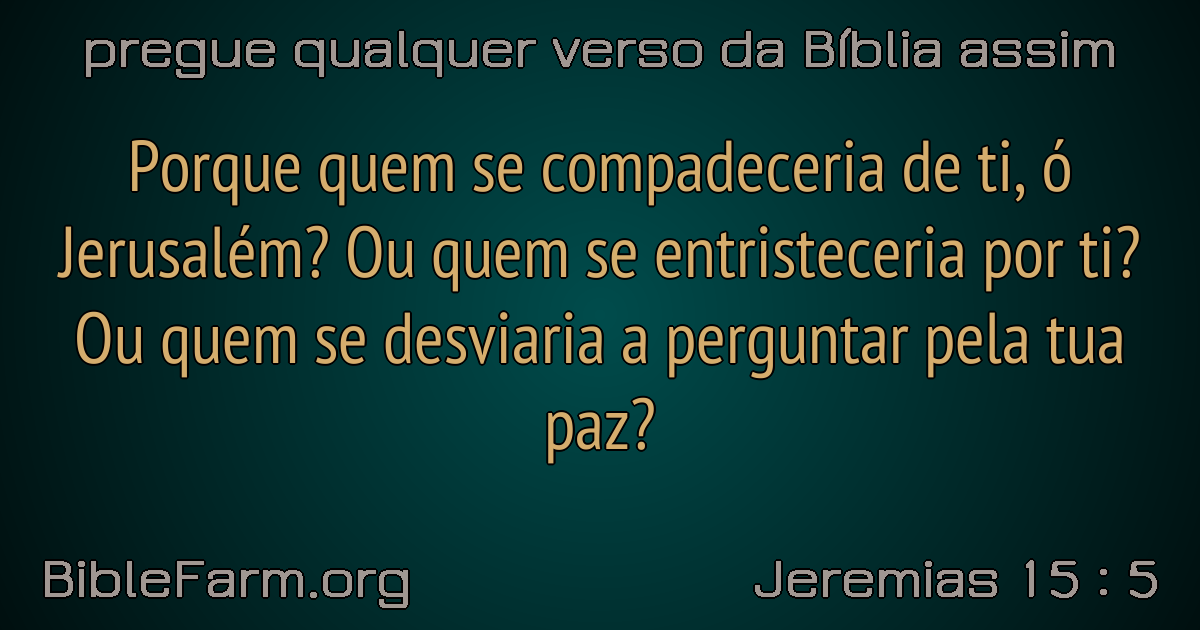 pregue qualquer verso da Bíblia assim
Porque quem se compadeceria de ti, ó
Jerusalém? Ou quem se entristeceria por ti?
Ou quem se desviaria a perguntar pela tua
paz?
BibleFarm.org
Jeremias 15 : 5